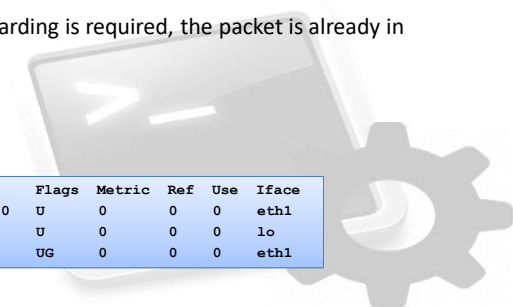 arding is required, the packet is already in
>_
Flags Metric Ref Use Iface
0 U 0 0 0 eth1
U 0 0 0 lo
UG 0 0 0 eth1